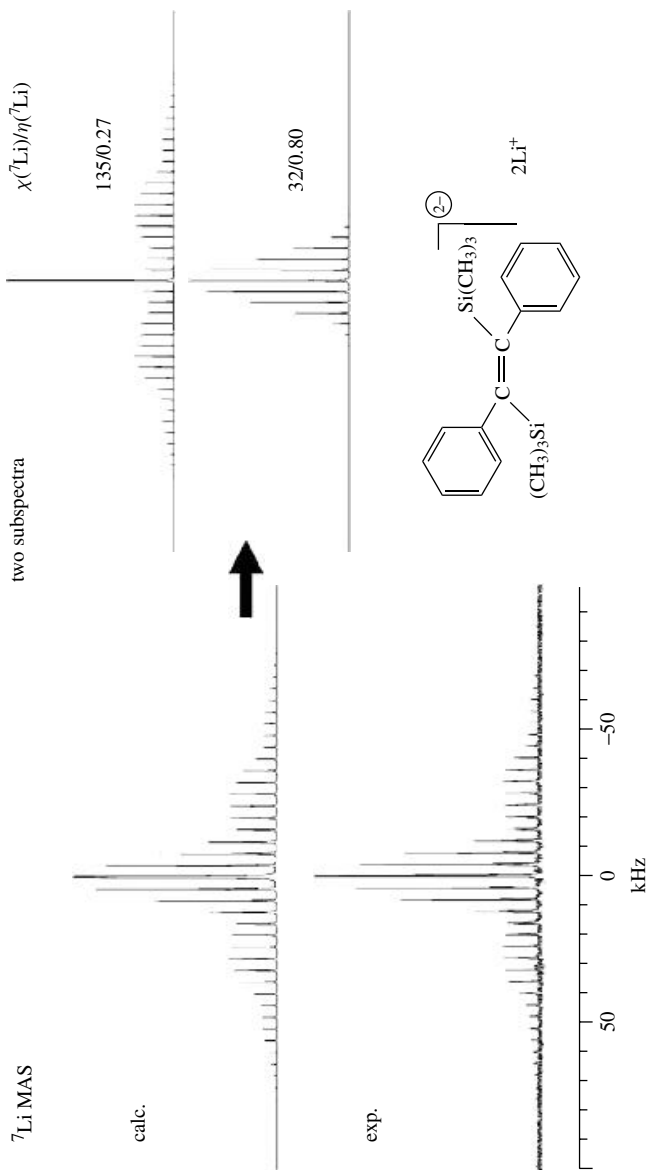 ⁷Li MAS
two subspectra
χ(⁷Li)/η(⁷Li)
calc.
135/0.27
32/0.80
exp.
50
0
−50
kHz
2−
Si(CH₃)₃
C
C
(CH₃)₃Si
2Li⁺